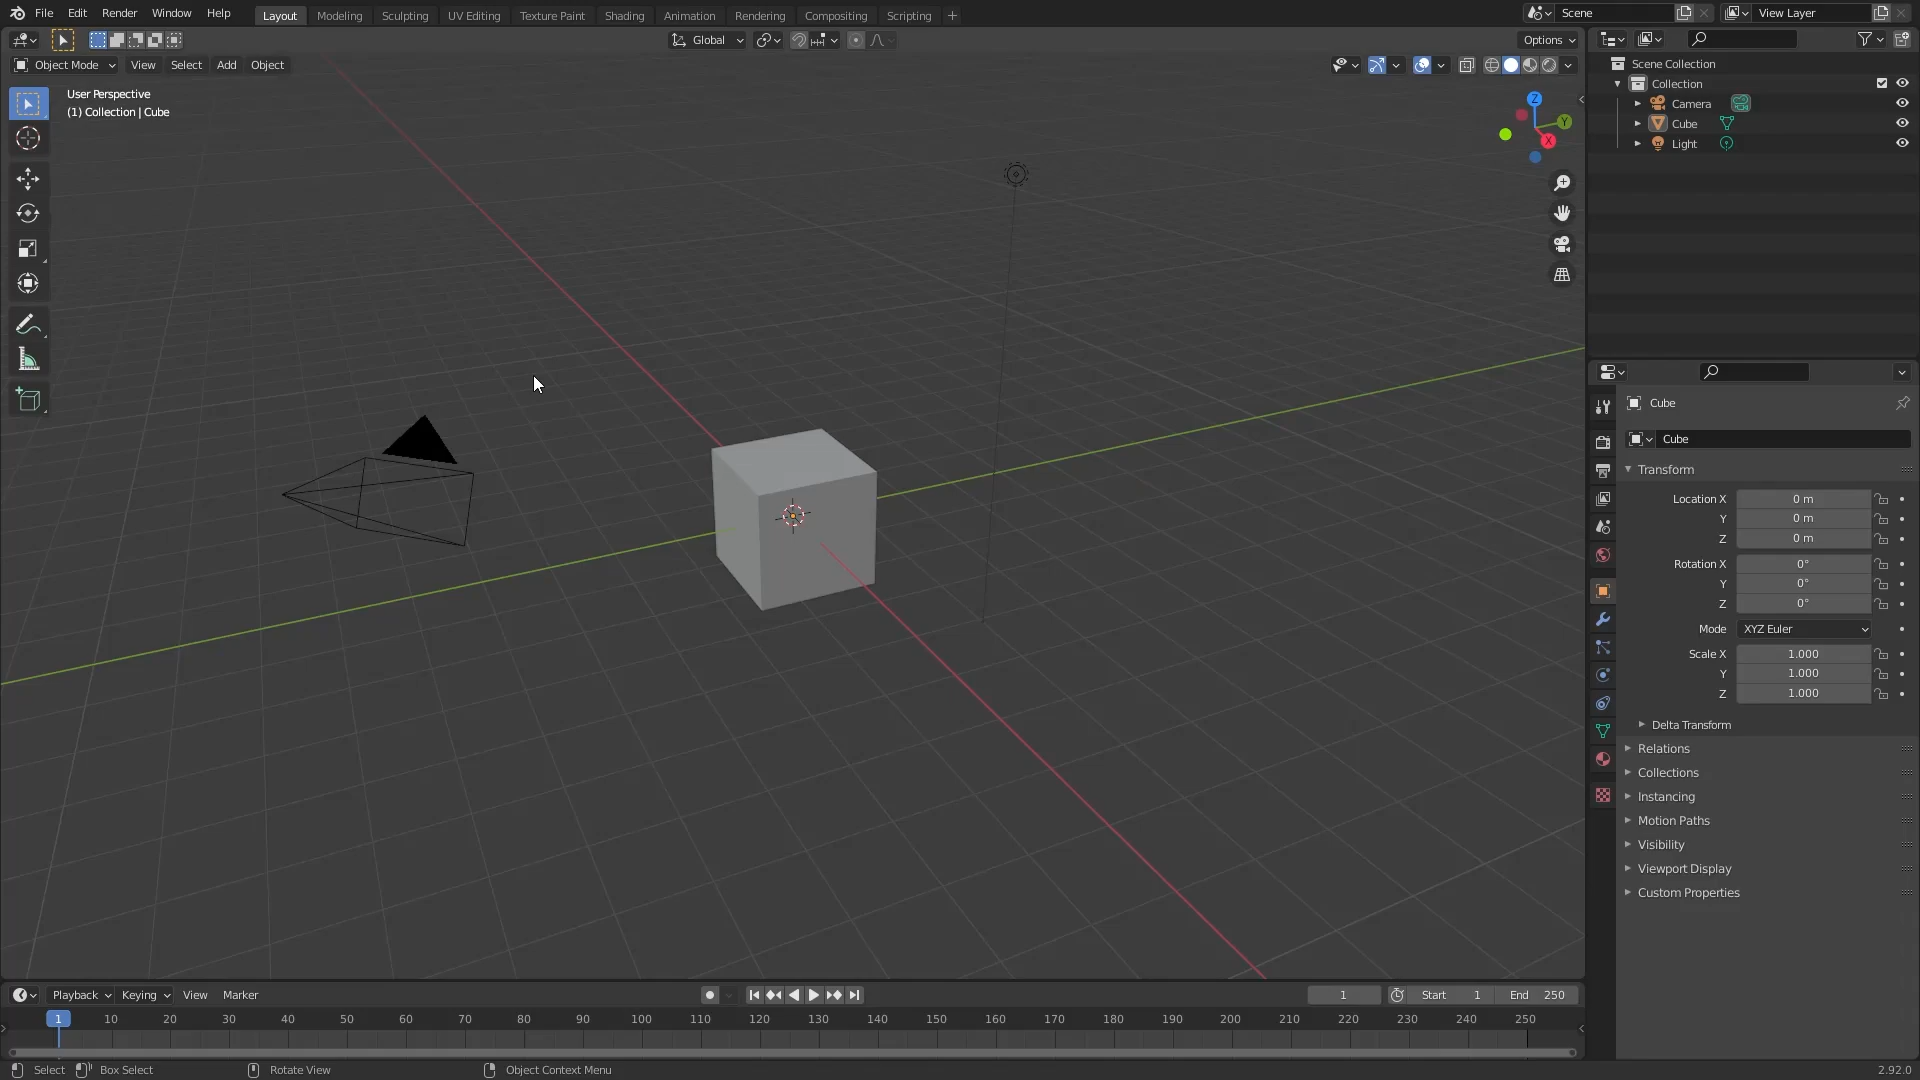 File Edit Render Window Help Layout Modeling Sculpting UV Editing Texture Paint Shading Animation Rendering Compositing Scripting + Scene View Layer
Global Options
Object Mode View Select Add Object
User Perspective
(1) Collection | Cube
Z
Y
X
Scene Collection
Collection
Camera
Cube
Light
Cube
Cube
Transform
Location X 0 m
Y 0 m
Z 0 m
Rotation X 0°
Y 0°
Z 0°
Mode XYZ Euler
Scale X 1.000
Y 1.000
Z 1.000
Delta Transform
Relations
Collections
Instancing
Motion Paths
Visibility
Viewport Display
Custom Properties
Playback Keying View Marker 1 Start 1 End 250
1 10 20 30 40 50 60 70 80 90 100 110 120 130 140 150 160 170 180 190 200 210 220 230 240 250
Select Box Select Rotate View Object Context Menu 2.92.0